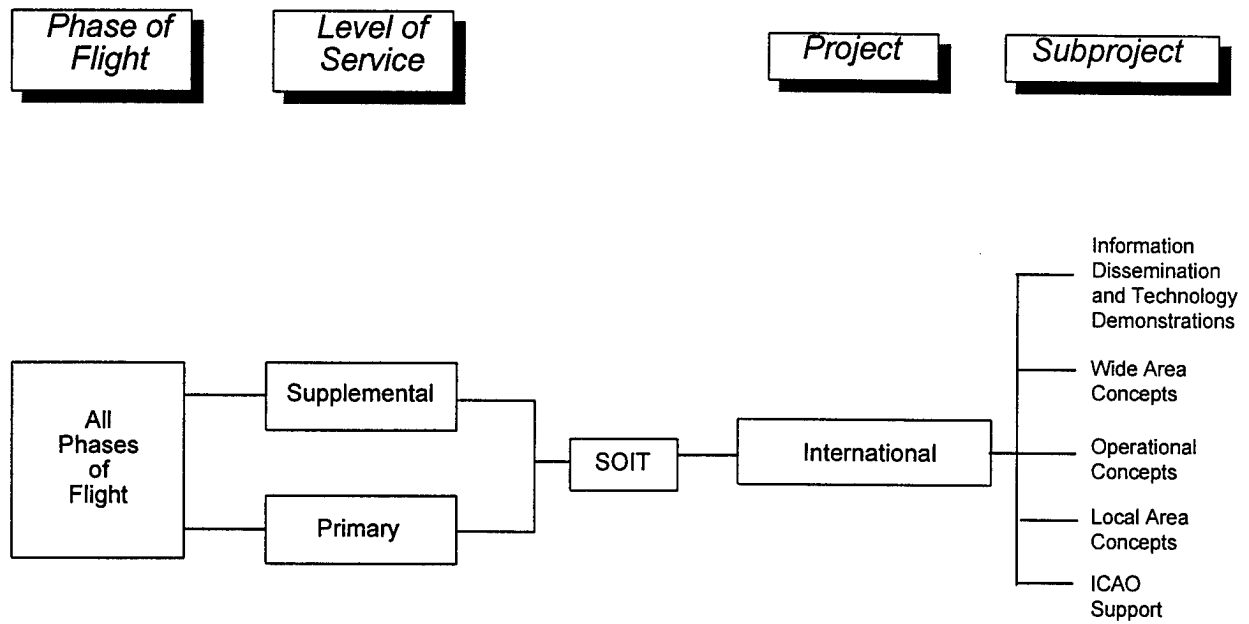 Phase of
Flight
Level of
Service
Project
Subproject
All
Phases
of
Flight
Supplemental
Primary
SOIT
International
Information
Dissemination
and Technology
Demonstrations
Wide Area
Concepts
Operational
Concepts
Local Area
Concepts
ICAO
Support